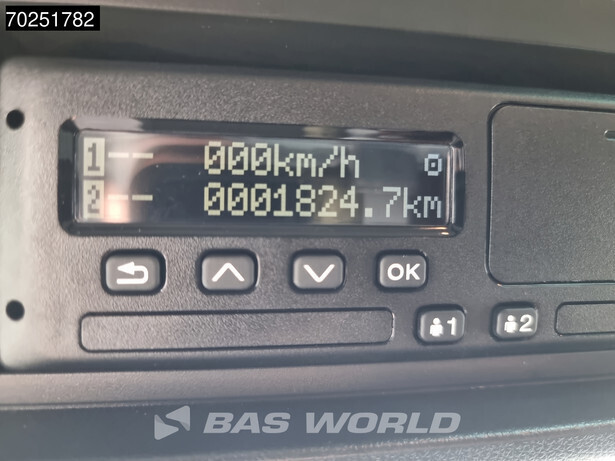 70251782
1-- 000km/h
2-- 0001824.7km
OK
1 2
BAS WORLD